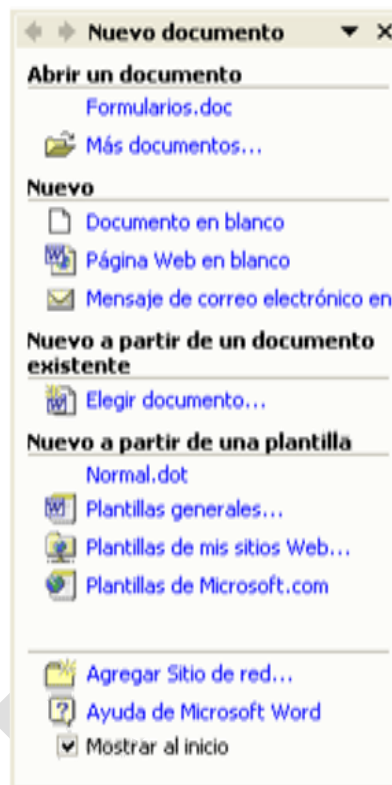 Nuevo documento
Abrir un documento
Formularios.doc
Más documentos...
Nuevo
Documento en blanco
Página Web en blanco
Mensaje de correo electrónico en
Nuevo a partir de un documento
existente
Elegir documento...
Nuevo a partir de una plantilla
Normal.dot
Plantillas generales...
Plantillas de mis sitios Web...
Plantillas de Microsoft.com
Agregar Sitio de red...
Ayuda de Microsoft Word
Mostrar al inicio